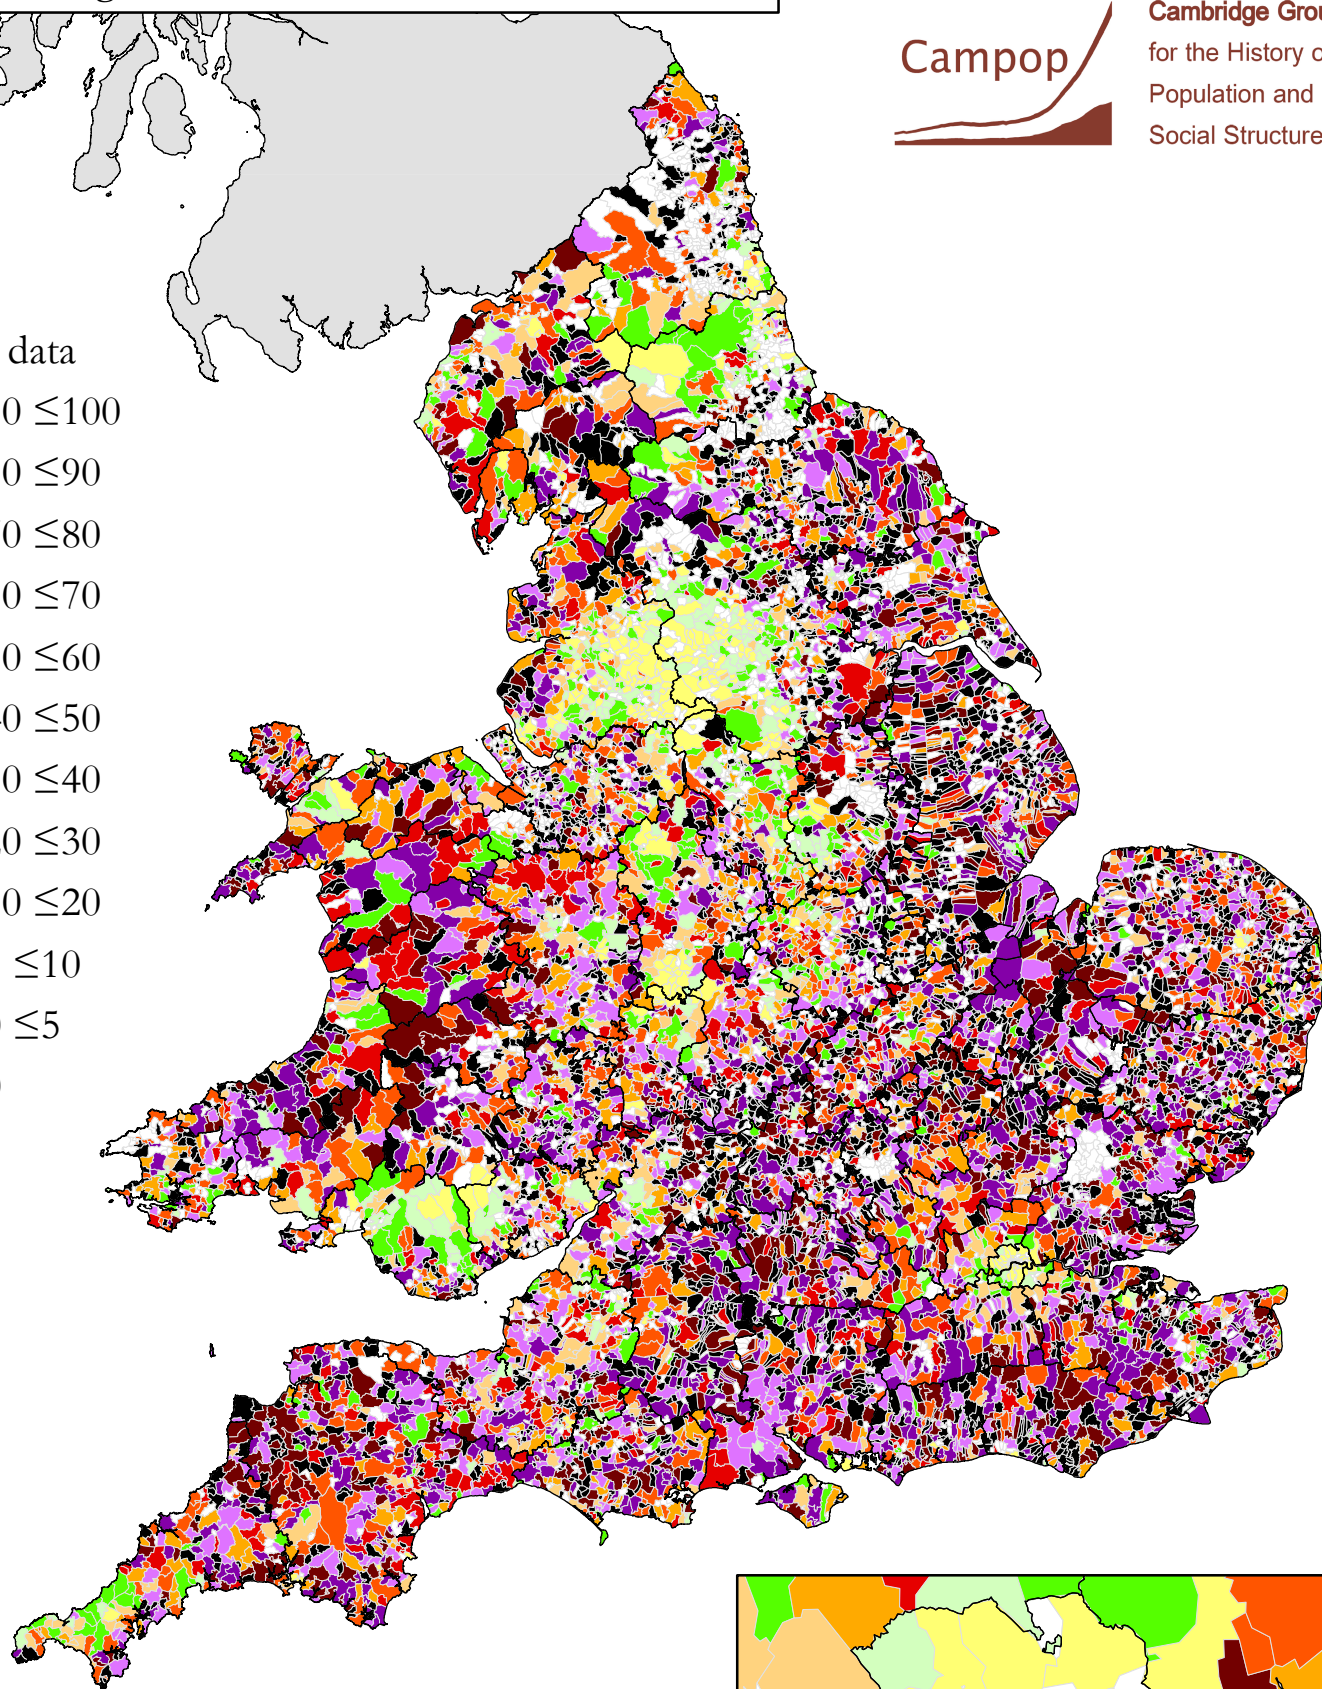 Campop
Cambridge Grou
for the History o
Population and
Social Structure
data
0 ≤100
0 ≤90
0 ≤80
0 ≤70
0 ≤60
0 ≤50
0 ≤40
0 ≤30
0 ≤20
≤10
≤5